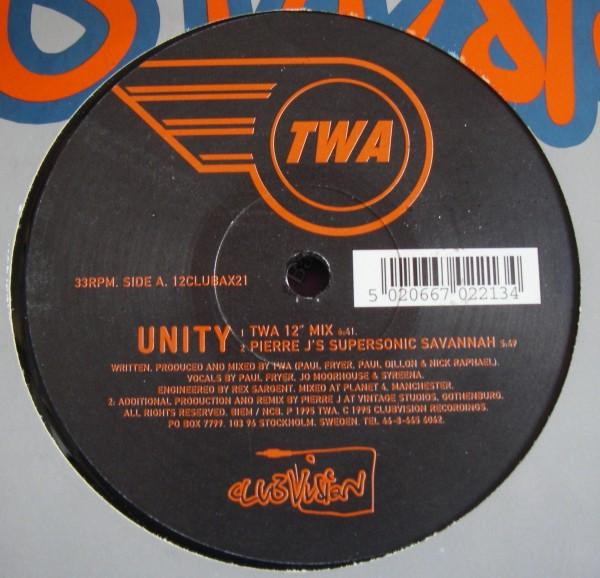 TWA
33RPM. SIDE A. 12CLUBAX21
5 020667 022134
UNITY 1 TWA 12" MIX 6:41.
2 PIERRE J'S SUPERSONIC SAVANNAH 5:49
WRITTEN, PRODUCED AND MIXED BY TWA (PAUL FRYER, PAUL DILLON & NICK RAPHAEL).
VOCALS BY PAUL FRYER, JO MOORHOUSE & SYREENA.
ENGINEERED BY REX SARGENT. MIXED AT PLANET 4, MANCHESTER.
2: ADDITIONAL PRODUCTION AND REMIX BY PIERRE J AT VINTAGE STUDIOS, GOTHENBURG.
ALL RIGHTS RESERVED. BIEM / NCB. P 1995 TWA. C 1995 CLUBVISION RECORDINGS.
PO BOX 7799. 103 96 STOCKHOLM. SWEDEN. TEL 46-8-665 6062.
CLUBVISION